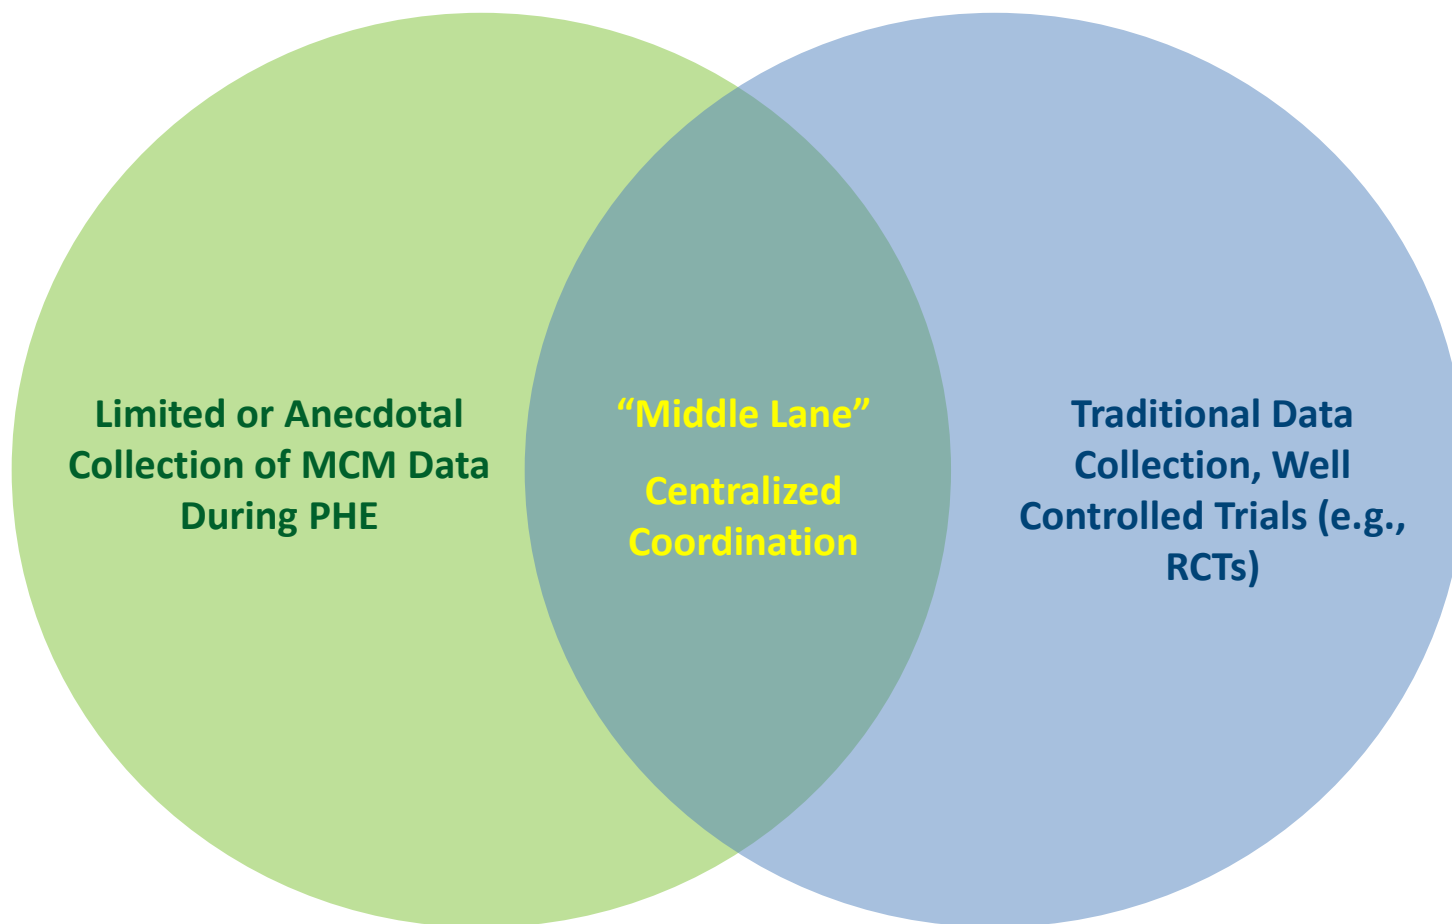 Limited or Anecdotal
Collection of MCM Data
During PHE
“Middle Lane”
Centralized
Coordination
Traditional Data
Collection, Well
Controlled Trials (e.g.,
RCTs)